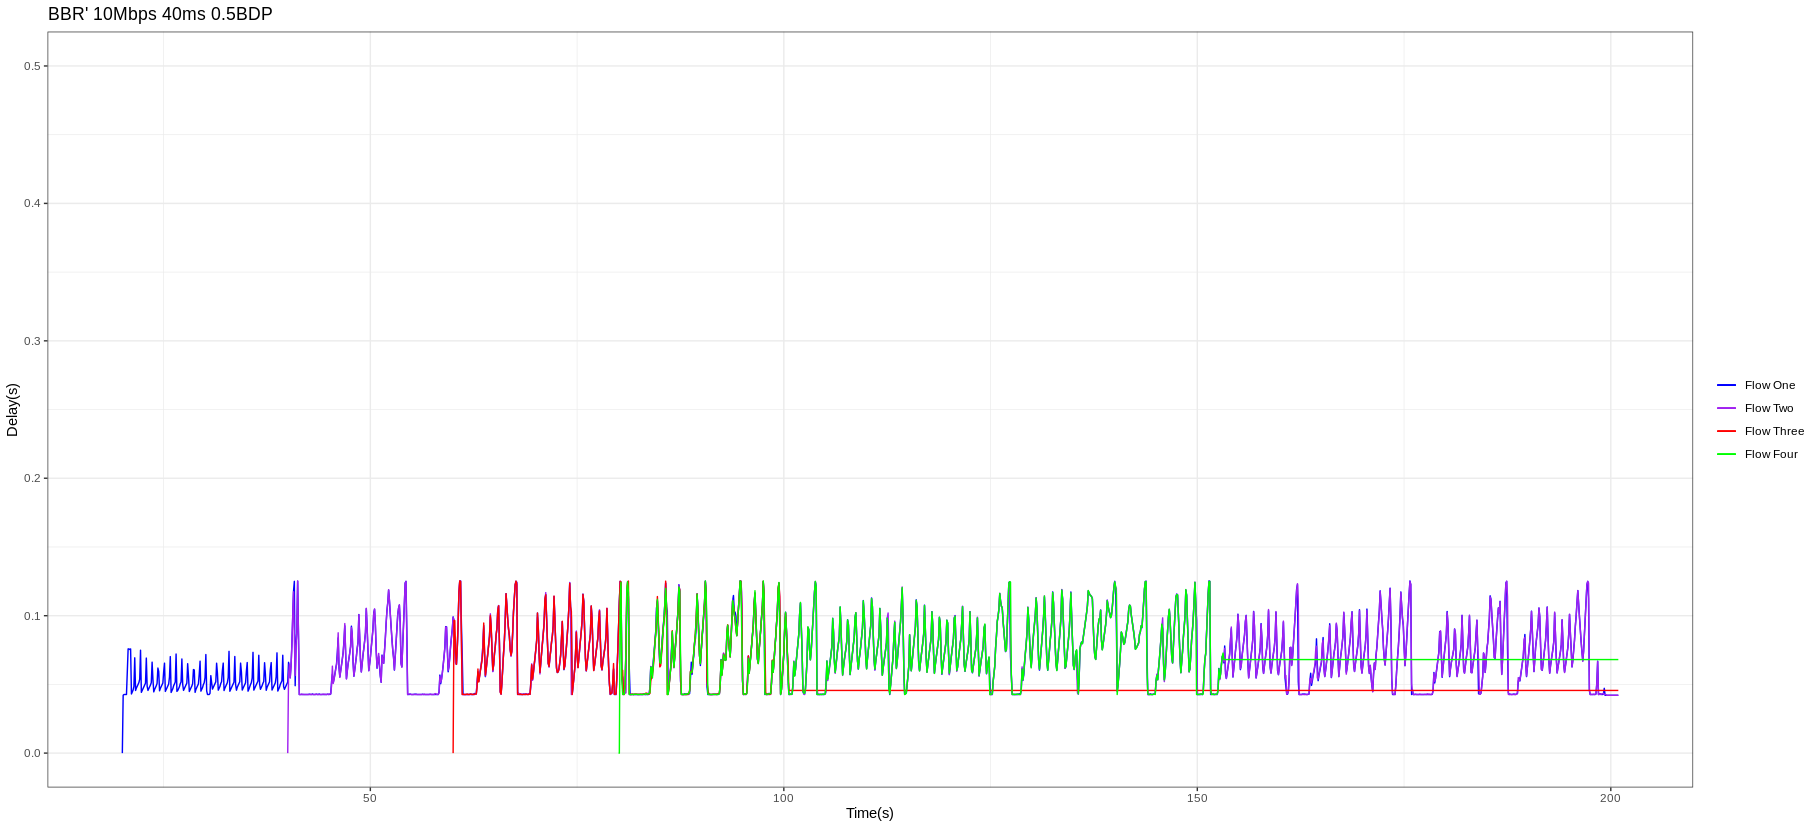 BBR' 10Mbps 40ms 0.5BDP
0.5
0.4
0.3
0.2
0.1
0.0
Delay(s)
50
100
150
200
Time(s)
Flow One
Flow Two
Flow Three
Flow Four